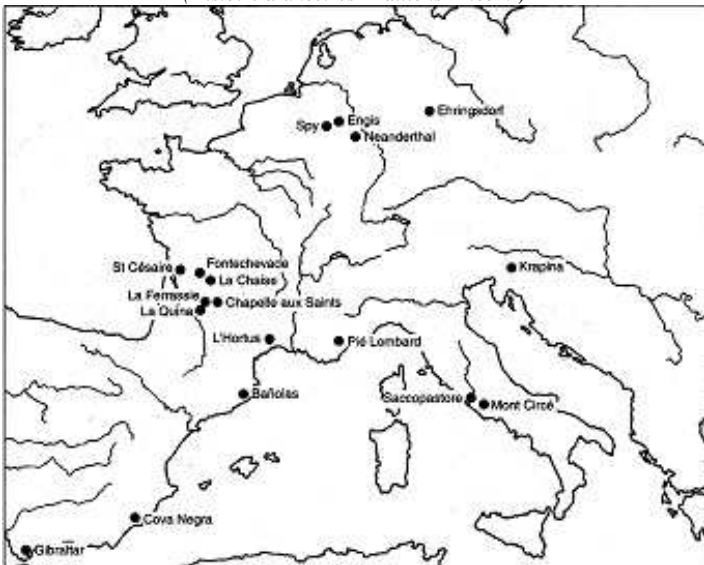 Ehringsdorf
Engis
Spy
Neanderthal
St Césaire
Fontechevade
La Chaise
Krapina
La Ferrassie
Chapelle aux Saints
La Quina
L'Hortus
Pié Lombard
Bañolas
Saccopastore
Mont Circé
Cova Negra
Gibraltar